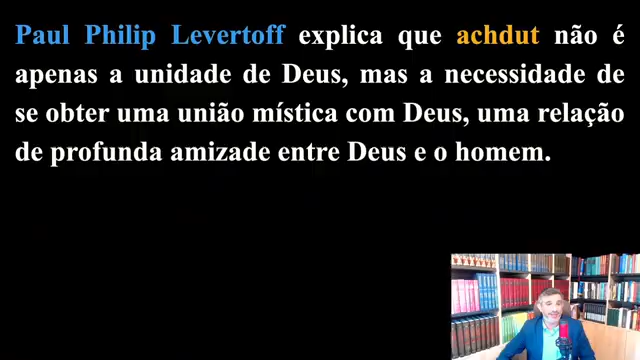 Paul Philip Levertoff explica que achdut não é
apenas a unidade de Deus, mas a necessidade de
se obter uma união mística com Deus, uma relação
de profunda amizade entre Deus e o homem.